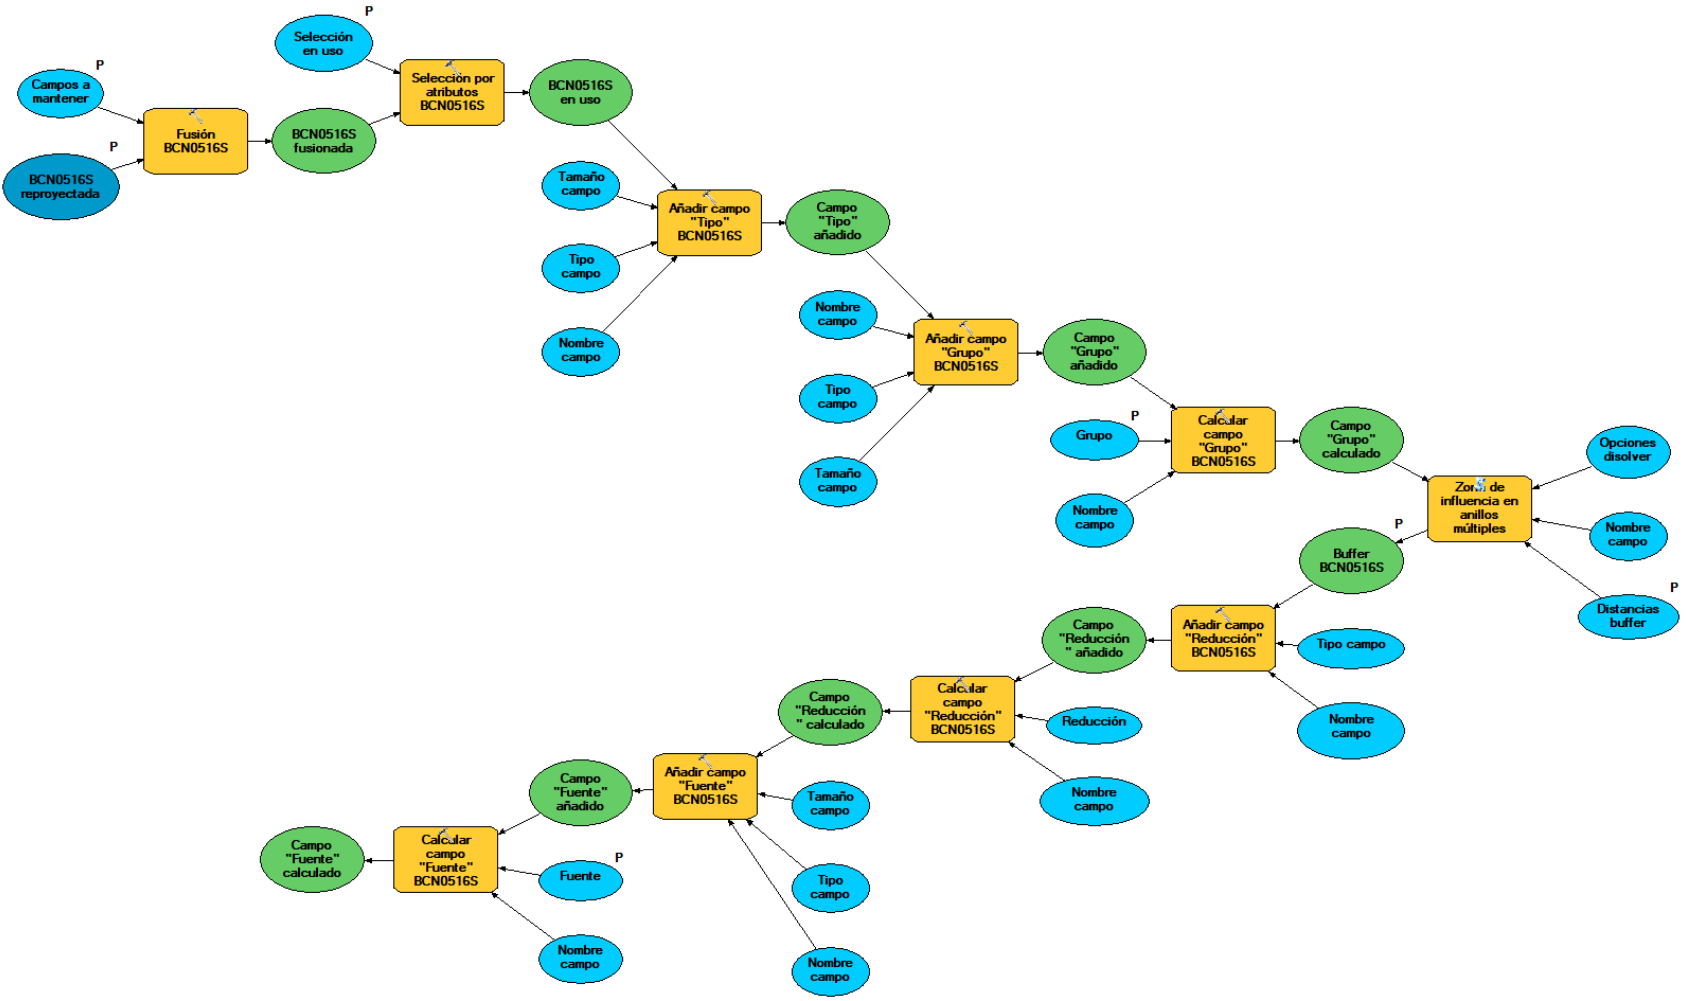 P
Selección
en uso
Selección por
atributos
BCN0516S
BCN0516S
en uso
P
Campos a
mantener
Fusión
BCN0516S
BCN0516S
fusionada
P
BCN0516S
reproyectada
Tamaño
campo
Tipo
campo
Nombre
campo
Añadir campo
"Tipo"
BCN0516S
Campo
"Tipo"
añadido
Nombre
campo
Tipo
campo
Tamaño
campo
Añadir campo
"Grupo"
BCN0516S
Campo
"Grupo"
añadido
P
Grupo
Nombre
campo
Calcular
campo
"Grupo"
BCN0516S
Campo
"Grupo"
calculado
Opciones
disolver
Zona de
influencia en
anillos
múltiples
Nombre
campo
P
Distancias
buffer
P
Buffer
BCN0516S
Añadir campo
"Reducción"
BCN0516S
Tipo campo
Nombre
campo
Campo
"Reducción
" añadido
Calcular
campo
"Reducción"
BCN0516S
Reducción
Nombre
campo
Campo
"Reducción
" calculado
Añadir campo
"Fuente"
BCN0516S
Tamaño
campo
Tipo
campo
Nombre
campo
Campo
"Fuente"
añadido
Calcular
campo
"Fuente"
BCN0516S
P
Fuente
Nombre
campo
Campo
"Fuente"
calculado